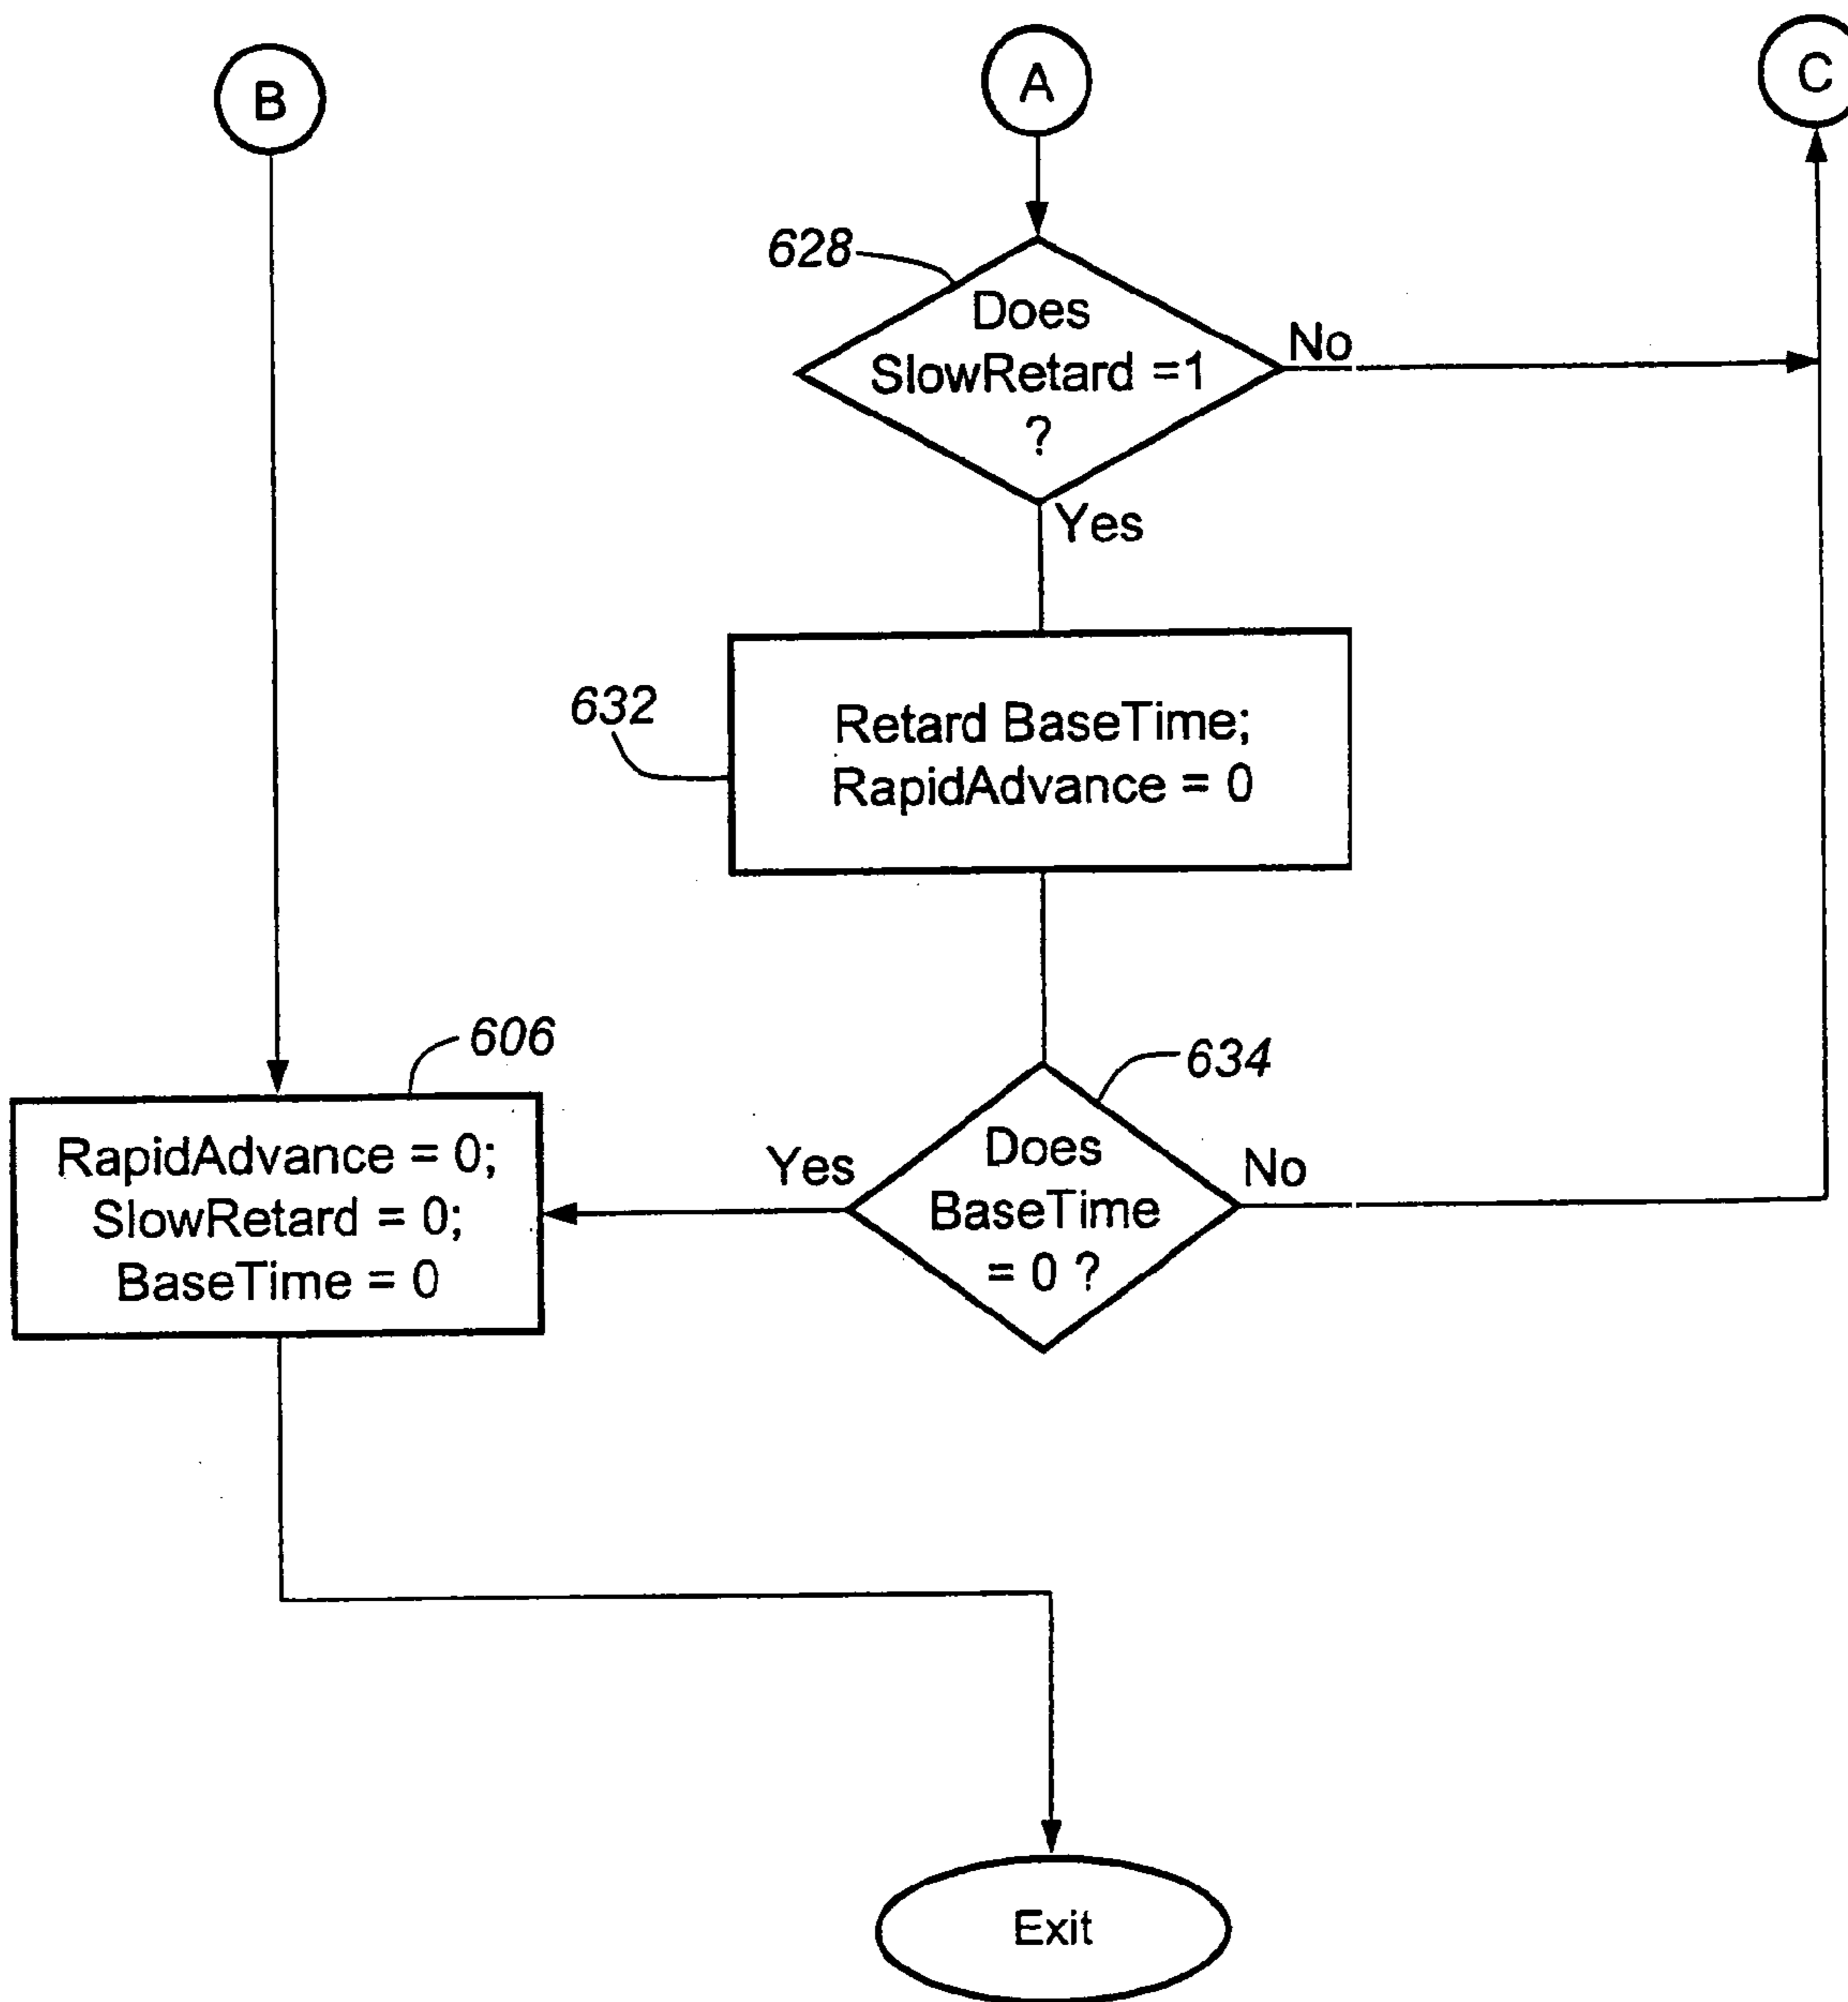 B
A
C
628
Does
SlowRetard =1
?
No
Yes
632
Retard BaseTime;
RapidAdvance = 0
606
RapidAdvance = 0;
SlowRetard = 0;
BaseTime = 0
634
Yes
Does
BaseTime
= 0 ?
No
Exit